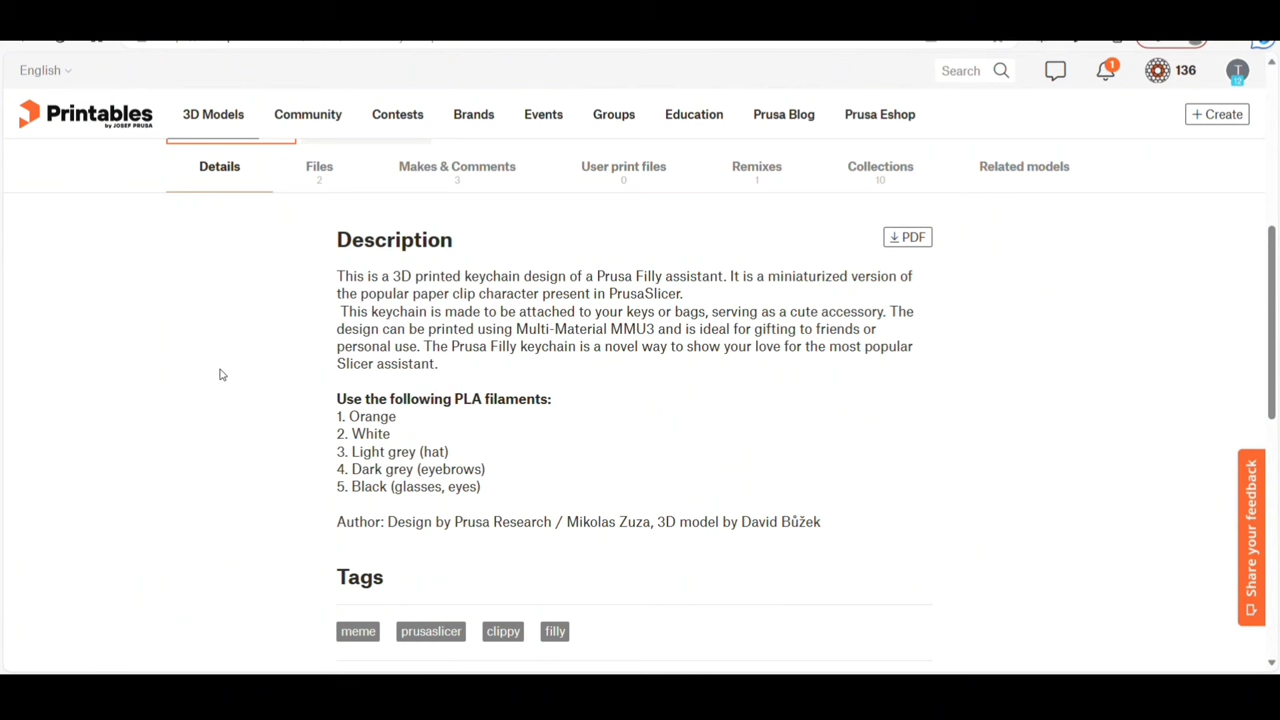 English
Search
1
136
T
12
Printables
by JOSEF PRUSA
3D Models
Community
Contests
Brands
Events
Groups
Education
Prusa Blog
Prusa Eshop
+ Create
Details
Files
2
Makes & Comments
3
User print files
0
Remixes
1
Collections
10
Related models
Description
PDF
This is a 3D printed keychain design of a Prusa Filly assistant. It is a miniaturized version of
the popular paper clip character present in PrusaSlicer.
This keychain is made to be attached to your keys or bags, serving as a cute accessory. The
design can be printed using Multi-Material MMU3 and is ideal for gifting to friends or
personal use. The Prusa Filly keychain is a novel way to show your love for the most popular
Slicer assistant.
Use the following PLA filaments:
1. Orange
2. White
3. Light grey (hat)
4. Dark grey (eyebrows)
5. Black (glasses, eyes)
Author: Design by Prusa Research / Mikolas Zuza, 3D model by David Bůžek
Share your feedback
Tags
meme
prusaslicer
clippy
filly